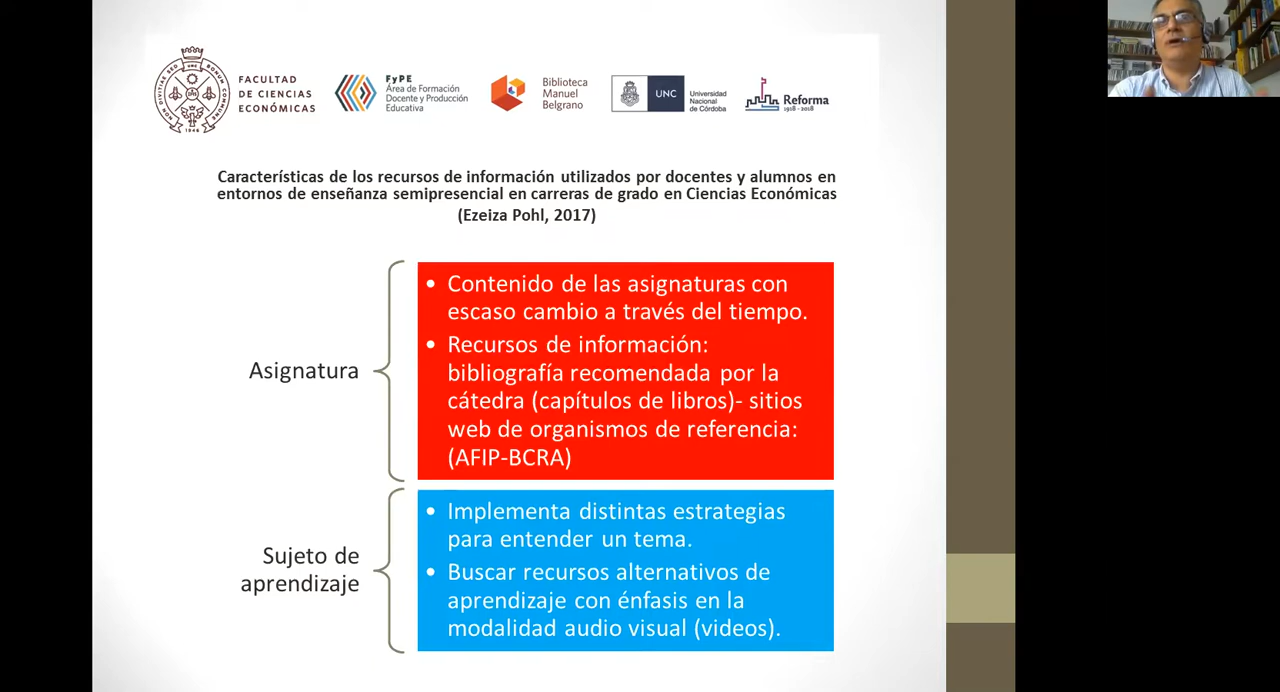 FACULTAD
DE CIENCIAS
ECONÓMICAS
FyPE
Área de Formación
Docente y Producción
Educativa
Biblioteca
Manuel
Belgrano
UNC
Universidad
Nacional
de Córdoba
Reforma
1918 - 2018
Características de los recursos de información utilizados por docentes y alumnos en
entornos de enseñanza semipresencial en carreras de grado en Ciencias Económicas
(Ezeiza Pohl, 2017)
Asignatura
• Contenido de las asignaturas con
escaso cambio a través del tiempo.
• Recursos de información:
bibliografía recomendada por la
cátedra (capítulos de libros)- sitios
web de organismos de referencia:
(AFIP-BCRA)
Sujeto de
aprendizaje
• Implementa distintas estrategias
para entender un tema.
• Buscar recursos alternativos de
aprendizaje con énfasis en la
modalidad audio visual (videos).